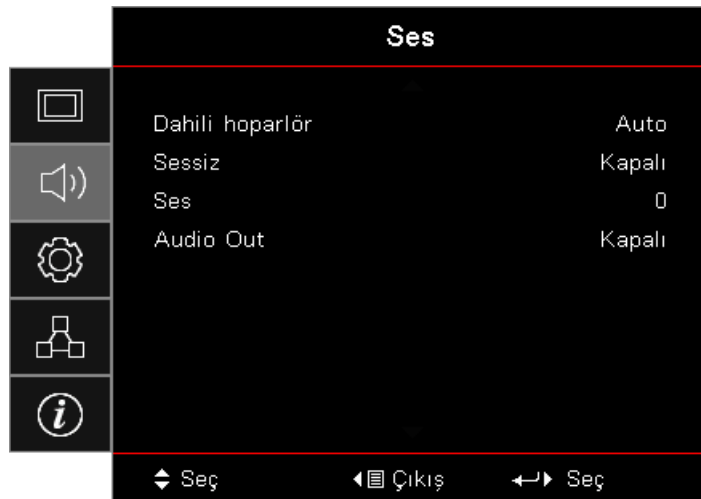 Ses
Dahili hoparlör Auto
Sessiz Kapalı
Ses 0
Audio Out Kapalı
Seç Çıkış Seç